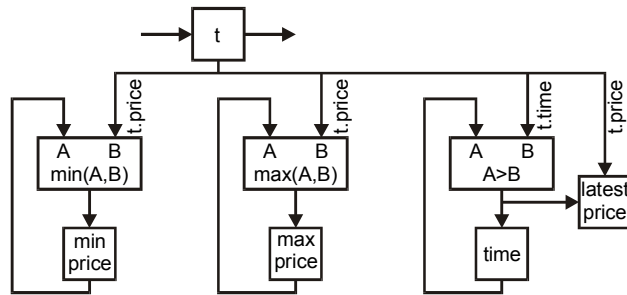 t
t.price
t.price
t.time
t.price
A B
min(A,B)
A B
max(A,B)
A B
A>B
latest
price
min
price
max
price
time